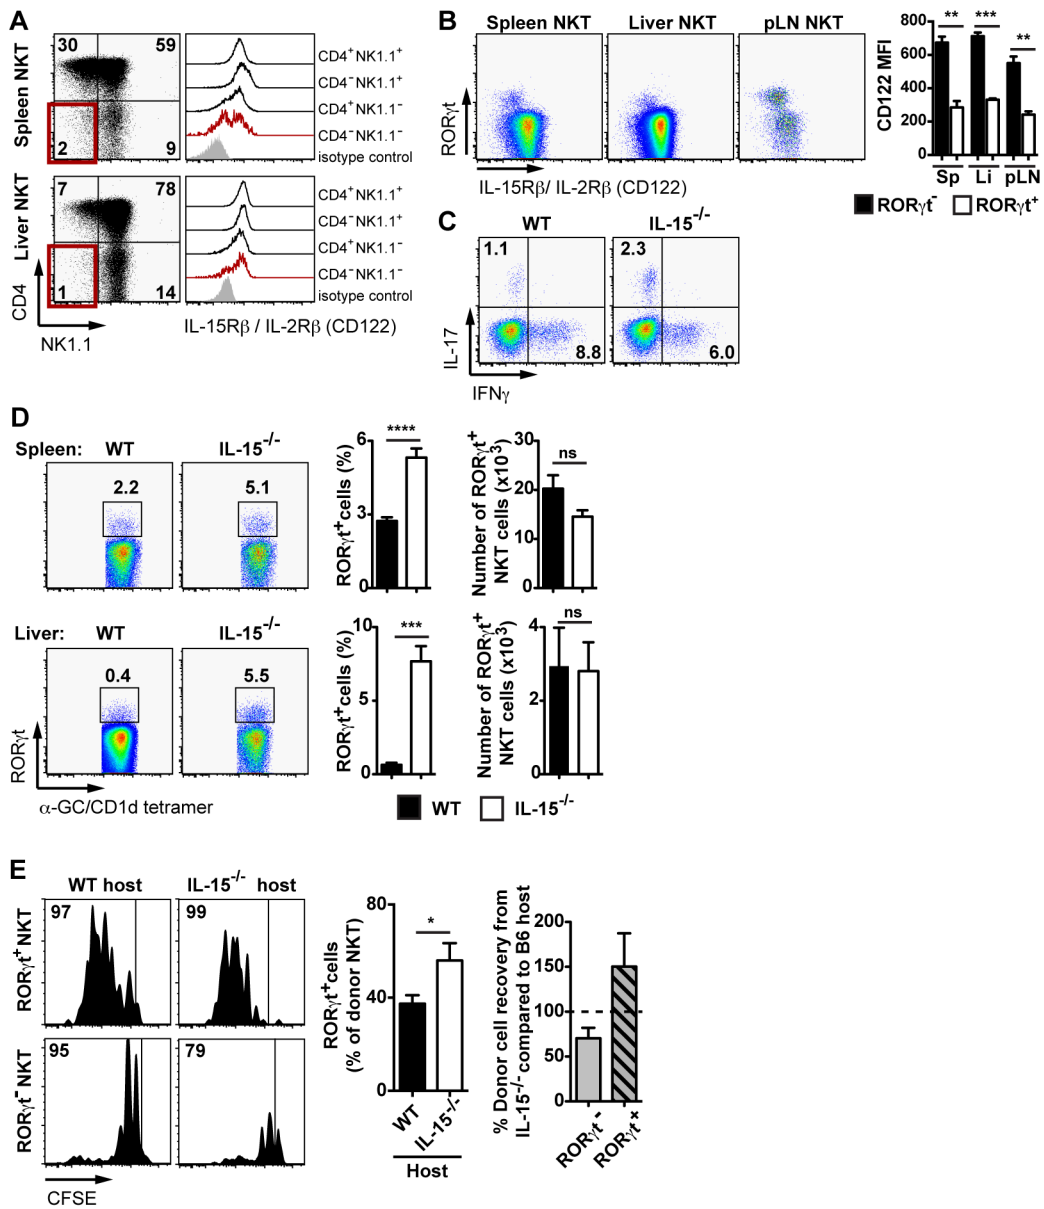 A
Spleen NKT
30
59
2
9
CD4⁺NK1.1⁺
CD4⁻NK1.1⁺
CD4⁺NK1.1⁻
CD4⁻NK1.1⁻
isotype control
Liver NKT
7
78
1
14
CD4⁺NK1.1⁺
CD4⁻NK1.1⁺
CD4⁺NK1.1⁻
CD4⁻NK1.1⁻
isotype control
CD4
NK1.1
IL-15Rβ / IL-2Rβ (CD122)
B
Spleen NKT
Liver NKT
pLN NKT
RORγt
IL-15Rβ/ IL-2Rβ (CD122)
CD122 MFI
800
600
400
200
0
**
***
**
Sp
Li
pLN
RORγt⁻
RORγt⁺
C
WT
IL-15⁻/⁻
1.1
8.8
2.3
6.0
IL-17
IFNγ
D
Spleen:
WT
IL-15⁻/⁻
2.2
5.1
RORγt⁺cells (%)
6
3
0
****
Number of RORγt⁺
NKT cells (x10³)
30
20
10
0
ns
Liver:
WT
IL-15⁻/⁻
0.4
5.5
RORγt
α-GC/CD1d tetramer
RORγt⁺cells (%)
10
5
0
***
Number of RORγt⁺
NKT cells (x10³)
4
2
0
ns
WT
IL-15⁻/⁻
E
WT host
IL-15⁻/⁻ host
RORγt⁺NKT
97
99
RORγt⁻NKT
95
79
CFSE
RORγt⁺cells
(% of donor NKT)
80
40
0
*
WT
IL-15⁻/⁻
Host
% Donor cell recovery from
IL-15⁻/⁻ compared to B6 host
200
150
100
50
0
RORγt⁻
RORγt⁺